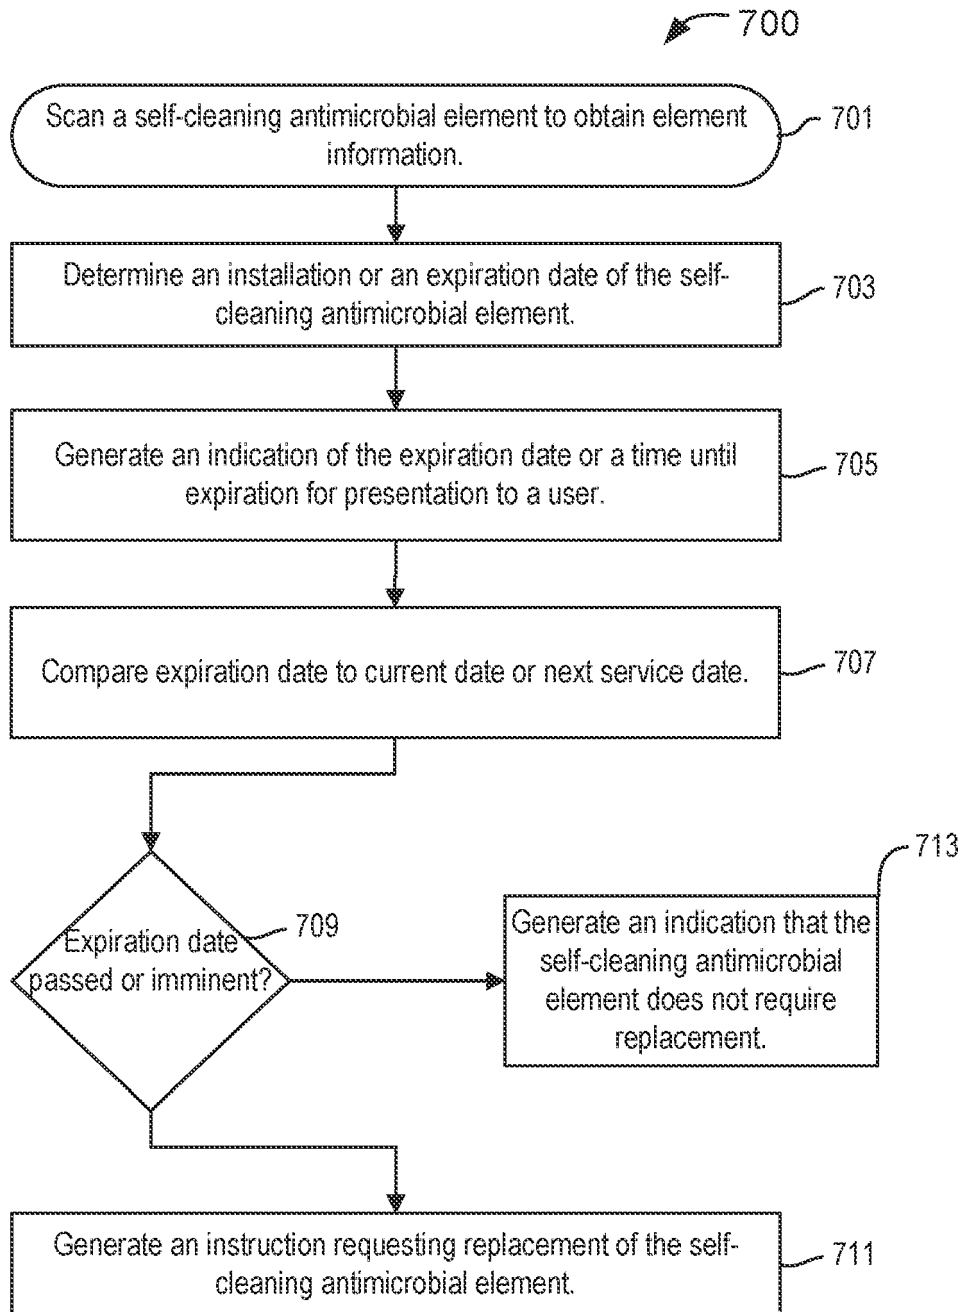 700
Scan a self-cleaning antimicrobial element to obtain element
information.
701
Determine an installation or an expiration date of the self-
cleaning antimicrobial element.
703
Generate an indication of the expiration date or a time until
expiration for presentation to a user.
705
Compare expiration date to current date or next service date.
707
Expiration date
passed or imminent?
709
713
Generate an indication that the
self-cleaning antimicrobial
element does not require
replacement.
Generate an instruction requesting replacement of the self-
cleaning antimicrobial element.
711